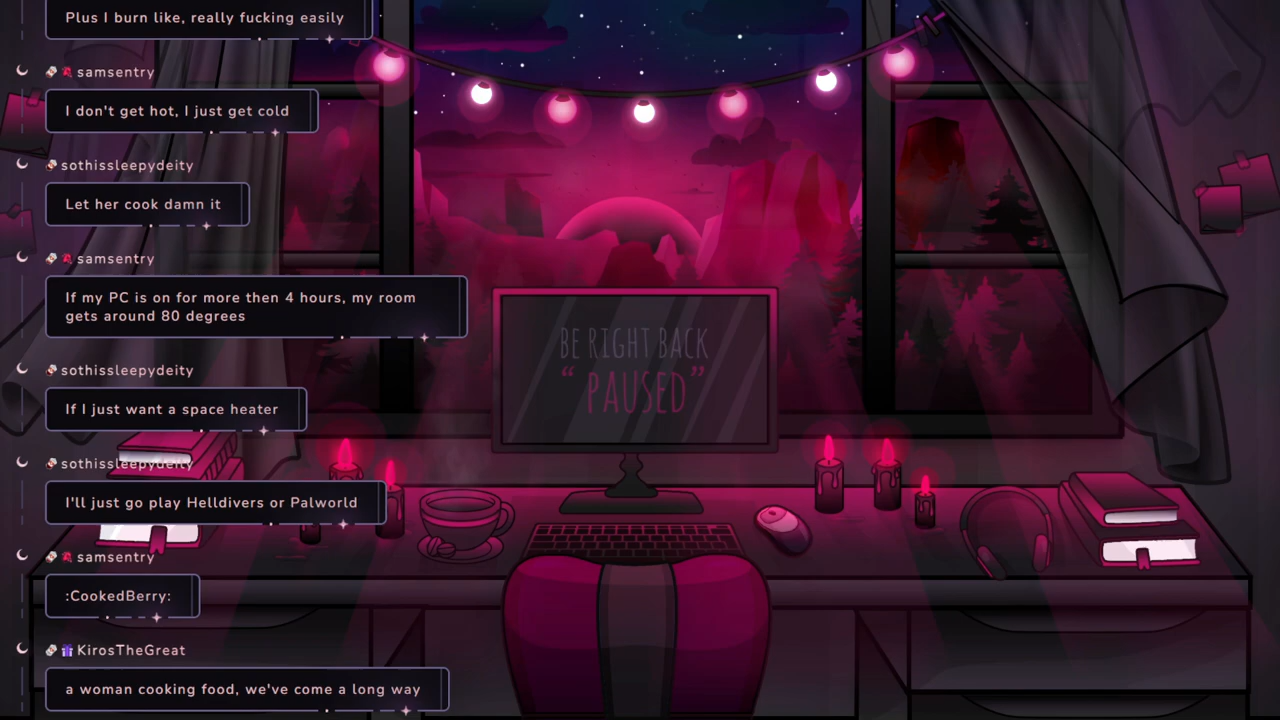 Plus I burn like, really fucking easily
samsentry
I don't get hot, I just get cold
sothissleepydeity
Let her cook damn it
samsentry
If my PC is on for more then 4 hours, my room
gets around 80 degrees
sothissleepydeity
If I just want a space heater
sothissleepydeity
I'll just go play Helldivers or Palworld
samsentry
:CookedBerry:
KirosTheGreat
a woman cooking food, we've come a long way
BE RIGHT BACK
“ PAUSED”